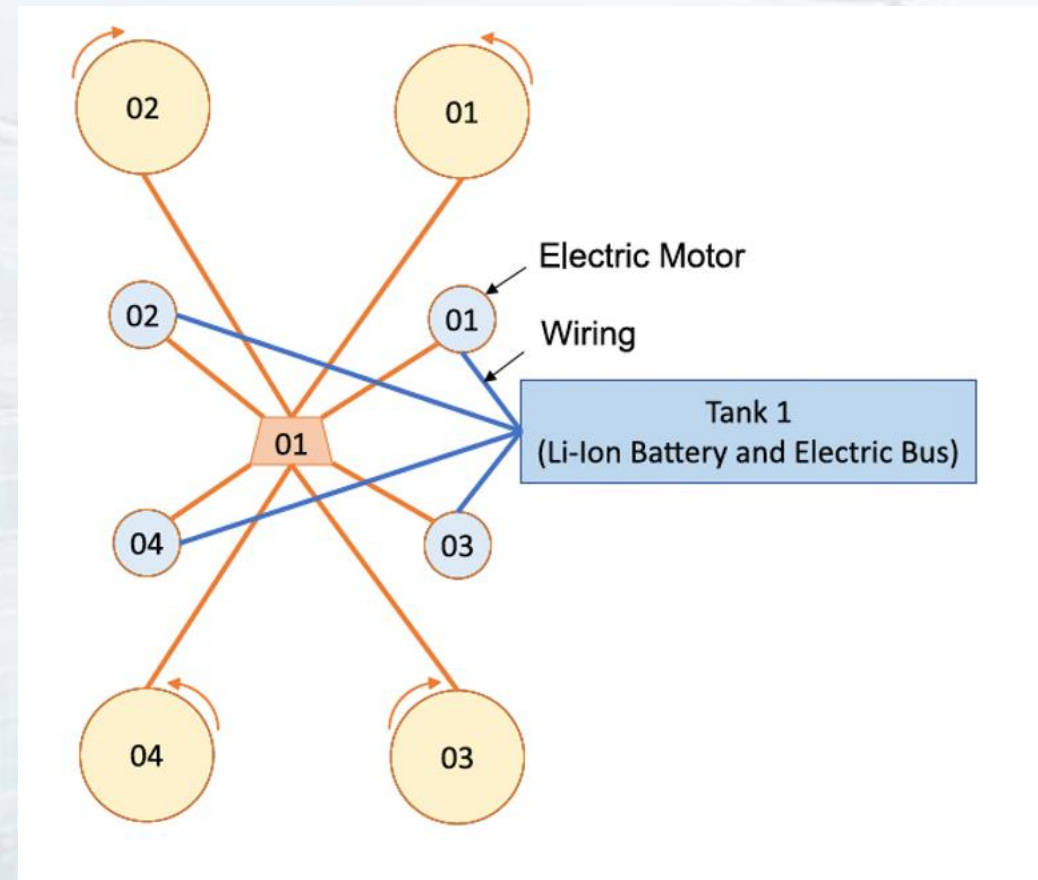 02
01
Electric Motor
02
01
Wiring
Tank 1
(Li-Ion Battery and Electric Bus)
01
04
03
04
03